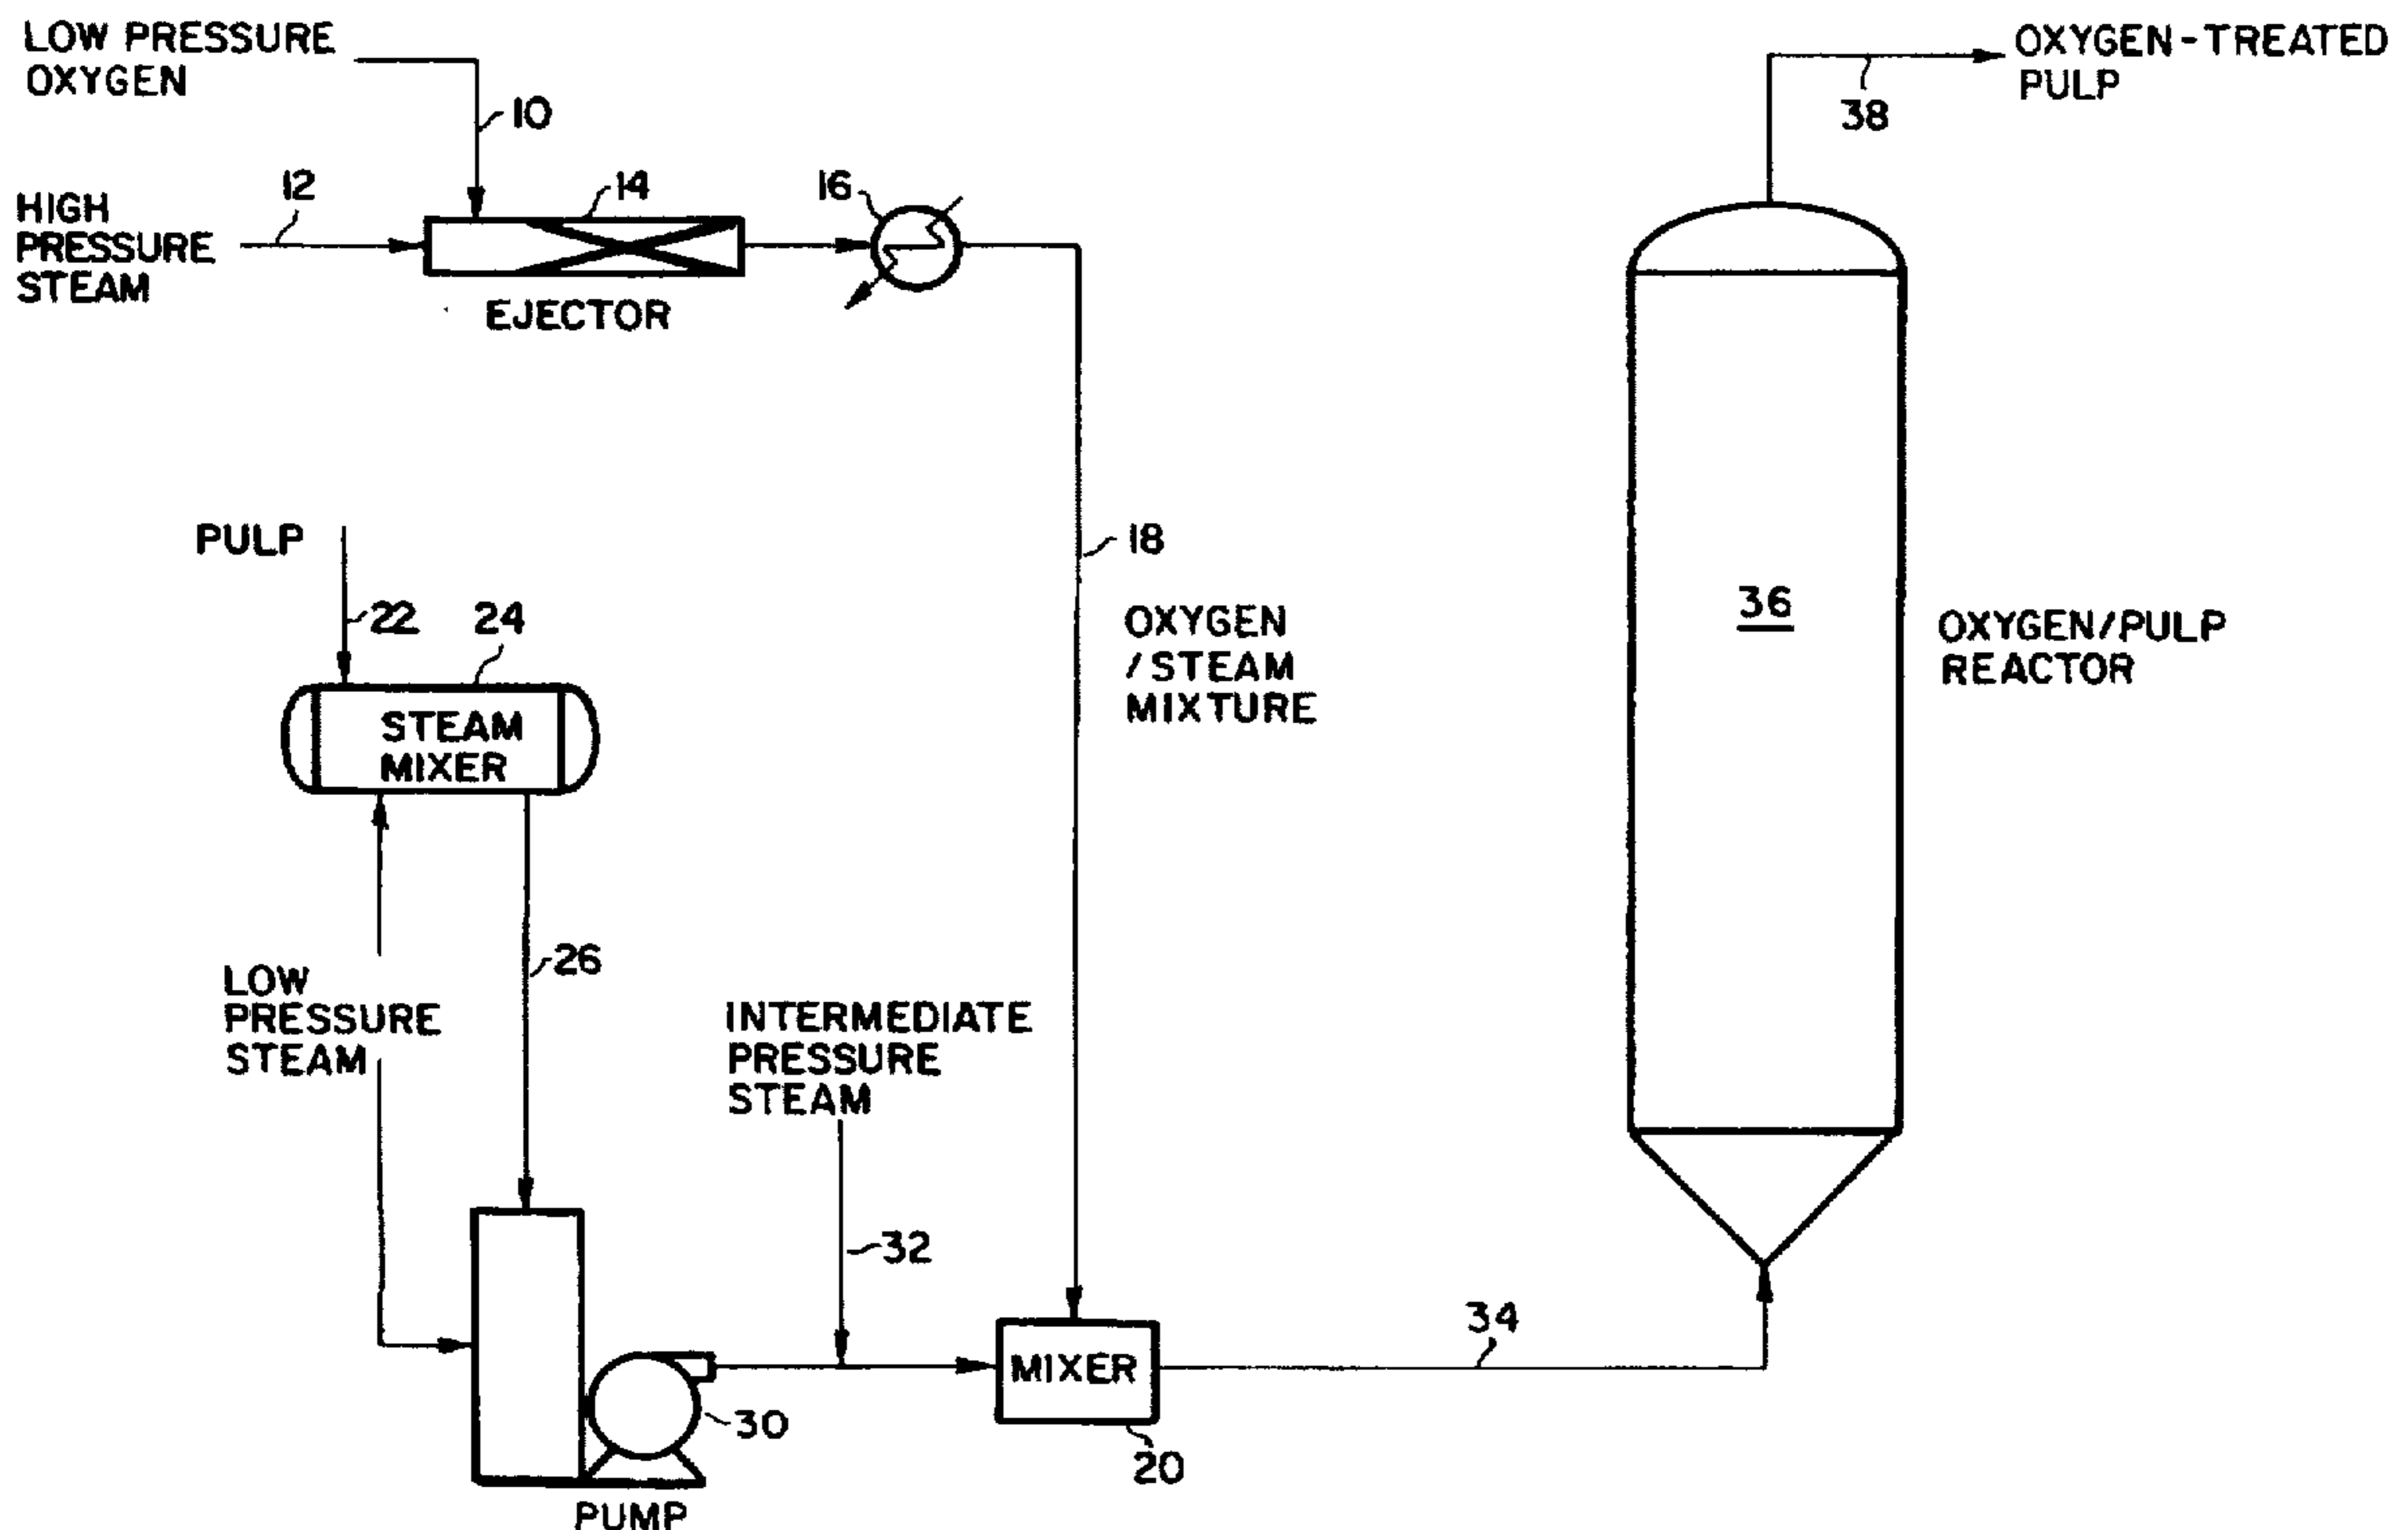 LOW PRESSURE
OXYGEN
10
HIGH
PRESSURE
STEAM
12
14
EJECTOR
16
OXYGEN-TREATED
PULP
38
PULP
22
24
STEAM
MIXER
18
OXYGEN
/STEAM
MIXTURE
36
OXYGEN/PULP
REACTOR
LOW
PRESSURE
STEAM
26
INTERMEDIATE
PRESSURE
STEAM
32
30
PUMP
MIXER
20
34